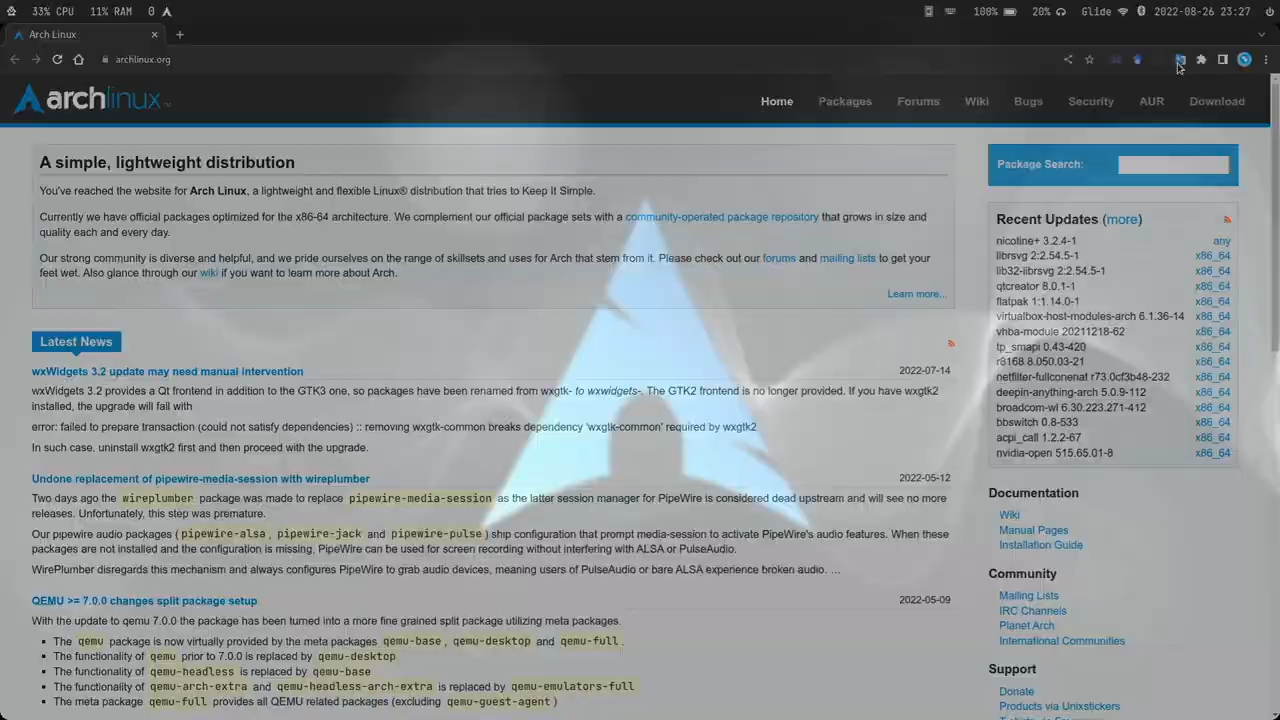 33% CPU 11% RAM 0
100% 20% Glide 2022-08-26 23:27
Arch Linux
archlinux.org
archlinux
Home Packages Forums Wiki Bugs Security AUR Download
A simple, lightweight distribution
You've reached the website for Arch Linux, a lightweight and flexible Linux® distribution that tries to Keep It Simple.
Currently we have official packages optimized for the x86-64 architecture. We complement our official package sets with a community-operated package repository that grows in size and
quality each and every day.
Our strong community is diverse and helpful, and we pride ourselves on the range of skillsets and uses for Arch that stem from it. Please check out our forums and mailing lists to get your
feet wet. Also glance through our wiki if you want to learn more about Arch.
Learn more...
Latest News
wxWidgets 3.2 update may need manual intervention 2022-07-14
wxWidgets 3.2 provides a Qt frontend in addition to the GTK3 one, so packages have been renamed from wxgtk- to wxwidgets-. The GTK2 frontend is no longer provided. If you have wxgtk2
installed, the upgrade will fail with
error: failed to prepare transaction (could not satisfy dependencies) :: removing wxgtk-common breaks dependency 'wxgtk-common' required by wxgtk2
In such case, uninstall wxgtk2 first and then proceed with the upgrade.
Undone replacement of pipewire-media-session with wireplumber 2022-05-12
Two days ago the wireplumber package was made to replace pipewire-media-session as the latter session manager for PipeWire is considered dead upstream and will see no more
releases. Unfortunately, this step was premature.
Our pipewire audio packages ( pipewire-alsa , pipewire-jack and pipewire-pulse ) ship configuration that prompt media-session to activate PipeWire's audio features. When these
packages are not installed and the configuration is missing, PipeWire can be used for screen recording without interfering with ALSA or PulseAudio.
WirePlumber disregards this mechanism and always configures PipeWire to grab audio devices, meaning users of PulseAudio or bare ALSA experience broken audio. ...
QEMU >= 7.0.0 changes split package setup 2022-05-09
With the update to qemu 7.0.0 the package has been turned into a more fine grained split package utilizing meta packages.
The qemu package is now virtually provided by the meta packages qemu-base , qemu-desktop and qemu-full .
The functionality of qemu prior to 7.0.0 is replaced by qemu-desktop
The functionality of qemu-headless is replaced by qemu-base
The functionality of qemu-arch-extra and qemu-headless-arch-extra is replaced by qemu-emulators-full
The meta package qemu-full provides all QEMU related packages (excluding qemu-guest-agent )
Package Search:
Recent Updates (more)
nicotine+ 3.2.4-1 any
librsvg 2:2.54.5-1 x86_64
lib32-librsvg 2:2.54.5-1 x86_64
qtcreator 8.0.1-1 x86_64
flatpak 1:1.14.0-1 x86_64
virtualbox-host-modules-arch 6.1.36-14 x86_64
vhba-module 20211218-62 x86_64
tp_smapi 0.43-420 x86_64
r8168 8.050.03-21 x86_64
netfilter-fullconenat r73.0cf3b48-232 x86_64
deepin-anything-arch 5.0.9-112 x86_64
broadcom-wl 6.30.223.271-412 x86_64
bbswitch 0.8-533 x86_64
acpi_call 1.2.2-67 x86_64
nvidia-open 515.65.01-8 x86_64
Documentation
Wiki
Manual Pages
Installation Guide
Community
Mailing Lists
IRC Channels
Planet Arch
International Communities
Support
Donate
Products via Unixstickers